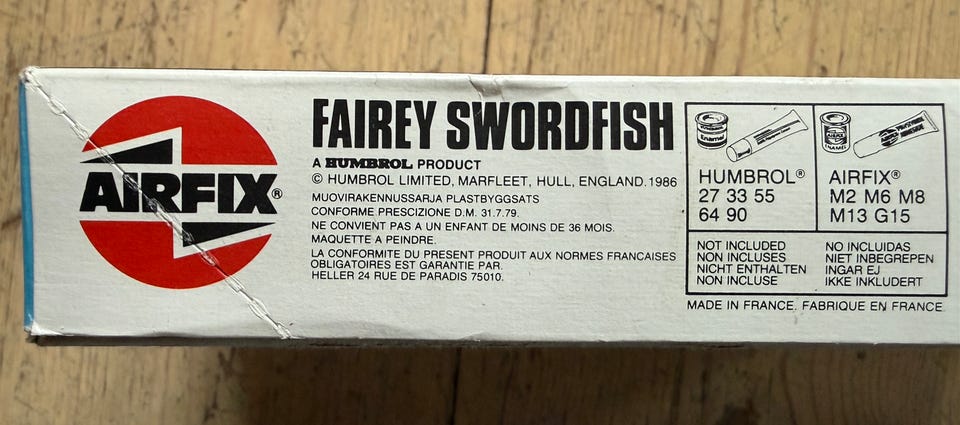 AIRFIX®
FAIREY SWORDFISH
A HUMBROL PRODUCT
© HUMBROL LIMITED, MARFLEET, HULL, ENGLAND. 1986
MUOVIRAKENNUSSARJA PLASTBYGGSATS
CONFORME PRESCIZIONE D.M. 31.7.79.
NE CONVIENT PAS A UN ENFANT DE MOINS DE 36 MOIS.
MAQUETTE A PEINDRE.
LA CONFORMITE DU PRESENT PRODUIT AUX NORMES FRANCAISES
OBLIGATOIRES EST GARANTIE PAR.
HELLER 24 RUE DE PARADIS 75010.
HUMBROL®
27 33 55
64 90
ENAMEL
AIRFIX®
M2 M6 M8
M13 G15
NOT INCLUDED
NON INCLUSES
NICHT ENTHALTEN
NON INCLUSE
NO INCLUIDAS
NIET INBEGREPEN
INGAR EJ
IKKE INKLUDERT
MADE IN FRANCE. FABRIQUE EN FRANCE